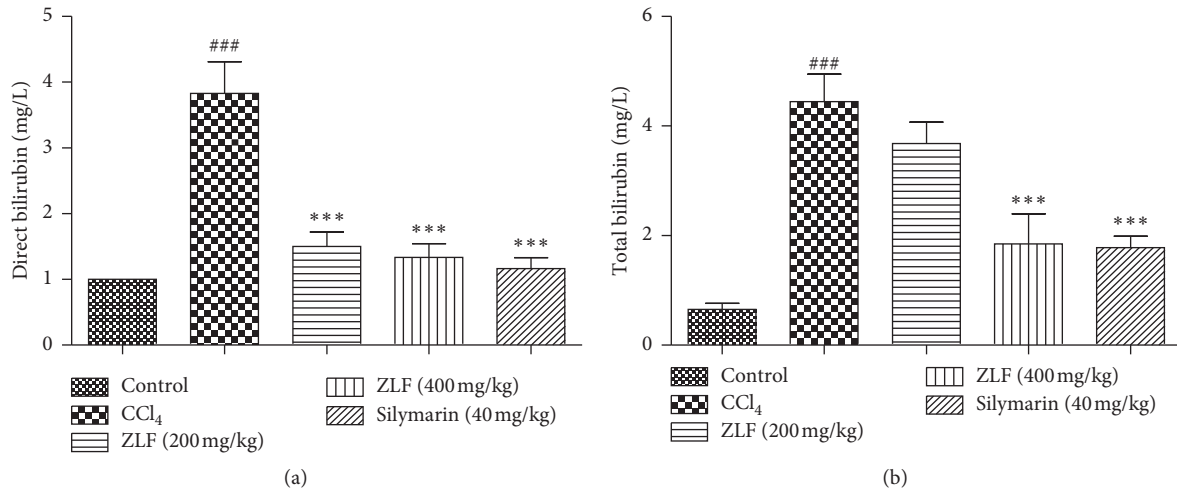 5
4
3
2
1
0
Direct bilirubin (mg/L)
###
***
***
***
Control
CCl4
ZLF (200 mg/kg)
ZLF (400 mg/kg)
Silymarin (40 mg/kg)
(a)
6
4
2
0
Total bilirubin (mg/L)
###
***
***
Control
CCl4
ZLF (200 mg/kg)
ZLF (400 mg/kg)
Silymarin (40 mg/kg)
(b)